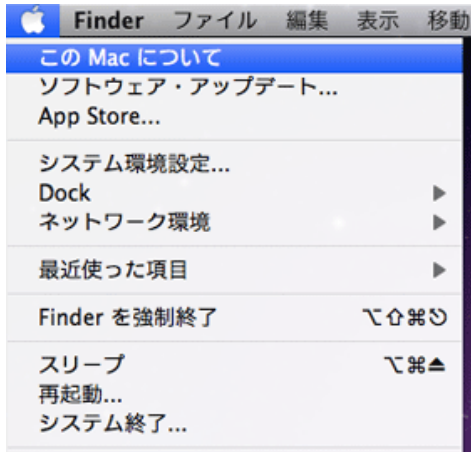 Finder ファイル 編集 表示 移動
この Mac について
ソフトウェア・アップデート...
App Store...
システム環境設定...
Dock ▶
ネットワーク環境 ▶
最近使った項目 ▶
Finder を強制終了 ⌥⇧⌘⎋
スリープ ⌥⌘⏏
再起動...
システム終了...